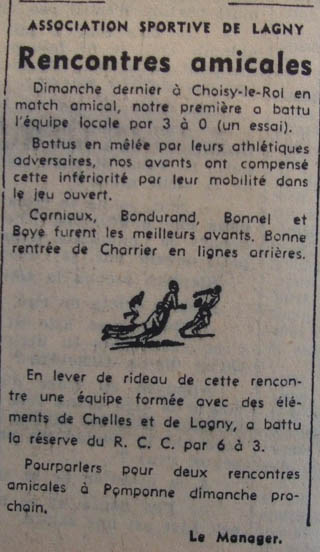 ASSOCIATION SPORTIVE DE LAGNY
Rencontres amicales
Dimanche dernier à Choisy-le-Roi en
match amical, notre première a battu
l'équipe locale par 3 à 0 (un essai).
Battus en mêlée par leurs athlétiques
adversaires, nos avants ont compensé
cette infériorité par leur mobilité dans
le jeu ouvert.
Carniaux, Bondurand, Bonnel et
Baye furent les meilleurs avants. Bonne
rentrée de Charrier en lignes arrières.
En lever de rideau de cette rencon-
tre une équipe formée avec des élé-
ments de Chelles et de Lagny, a battu
la réserve du R. C. C. par 6 à 3.
Pourparlers pour deux rencontres
amicales à Pomponne dimanche pro-
chain.
Le Manager.